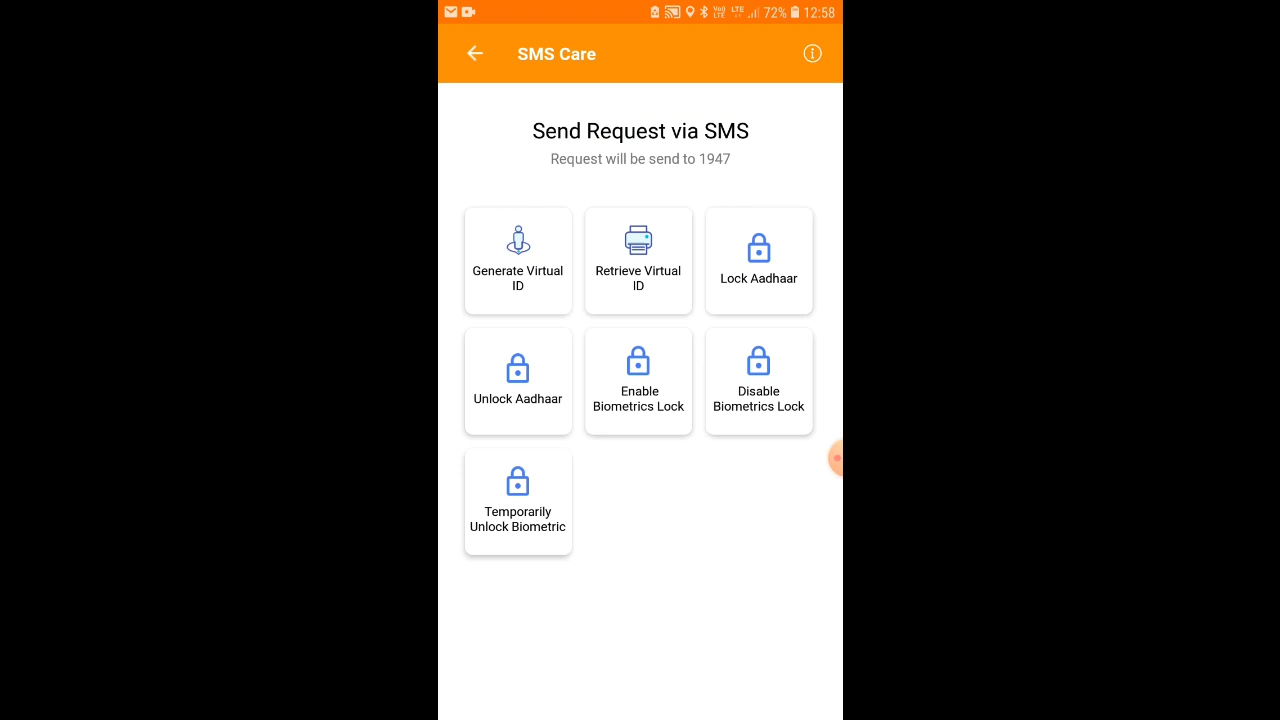 72% 12:58
SMS Care
Send Request via SMS
Request will be send to 1947
Generate Virtual
ID
Retrieve Virtual
ID
Lock Aadhaar
Unlock Aadhaar
Enable
Biometrics Lock
Disable
Biometrics Lock
Temporarily
Unlock Biometric